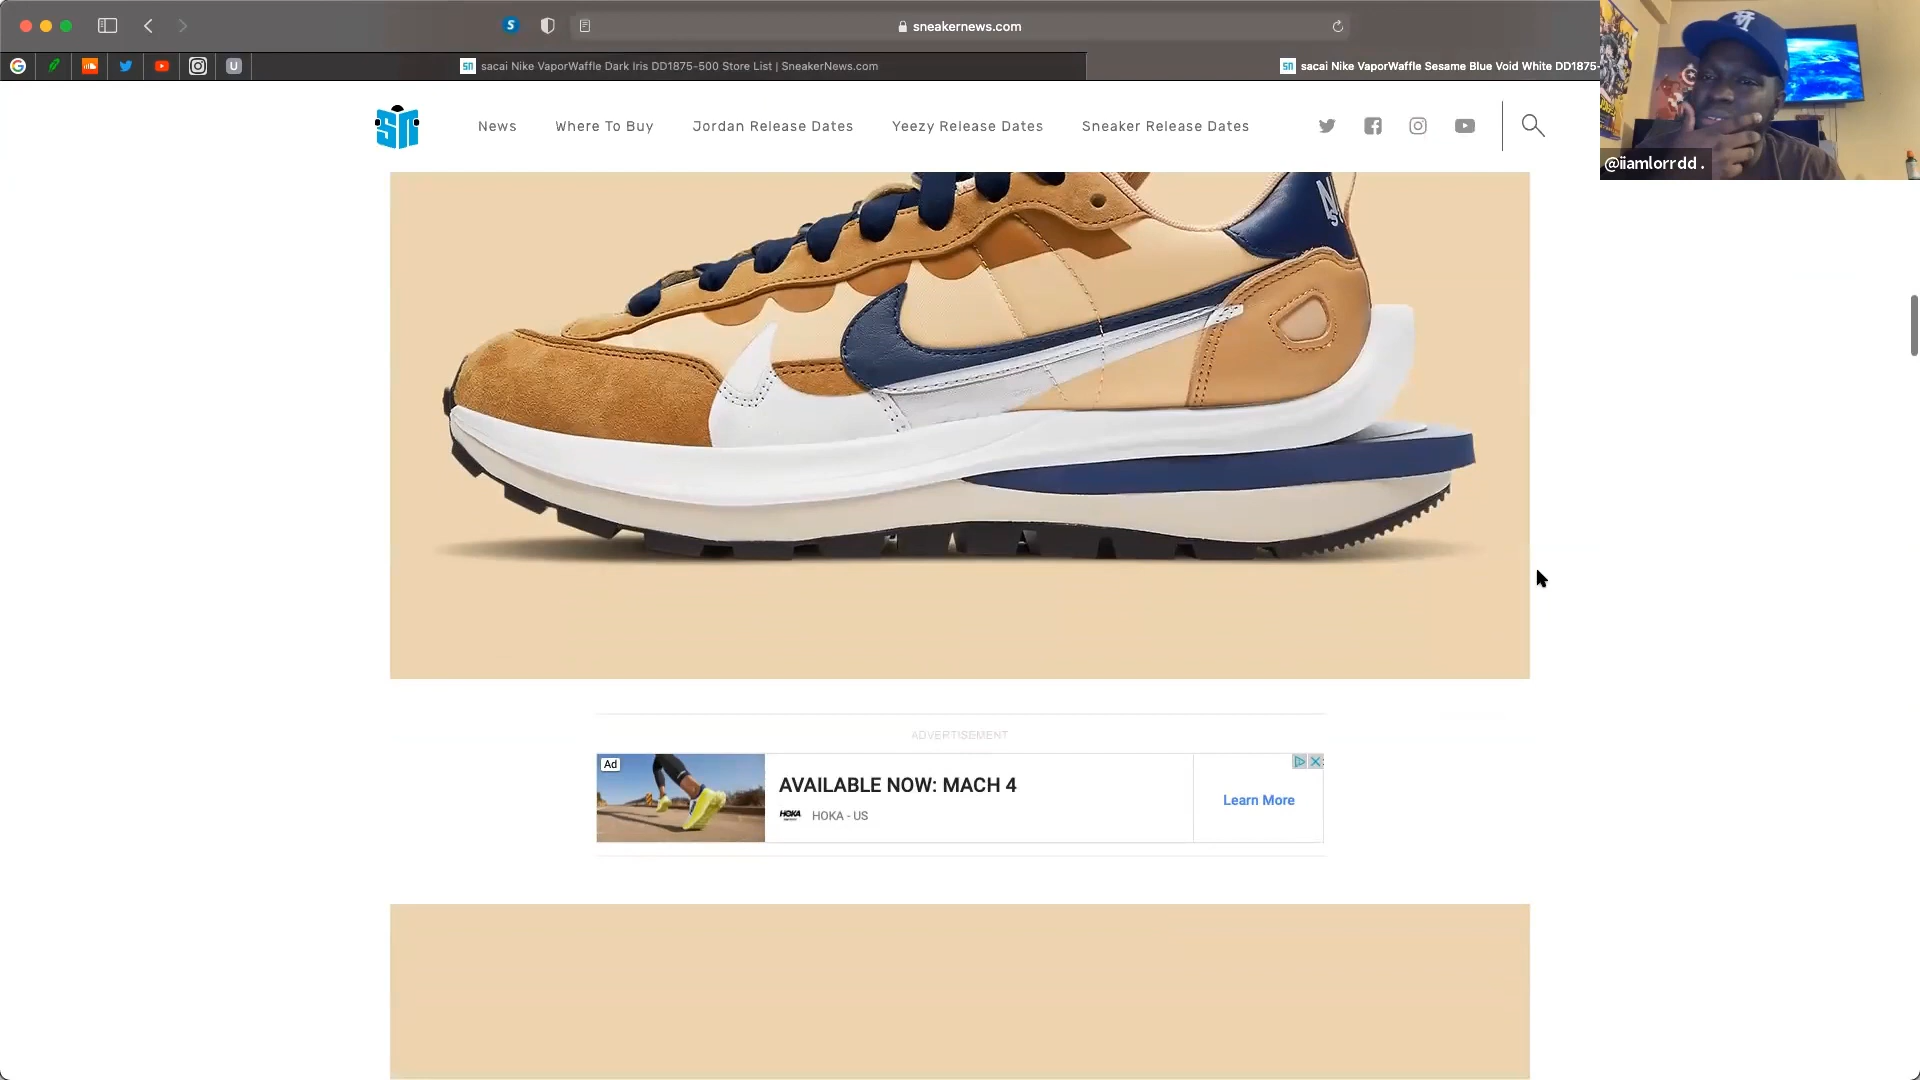 sneakernews.com
sacai Nike VaporWaffle Dark Iris DD1875-500 Store List | SneakerNews.com
sacai Nike VaporWaffle Sesame Blue Void White DD1875-
SN
News
Where To Buy
Jordan Release Dates
Yeezy Release Dates
Sneaker Release Dates
@iiamlorrdd .
ADVERTISEMENT
Ad
AVAILABLE NOW: MACH 4
HOKA
HOKA - US
Learn More